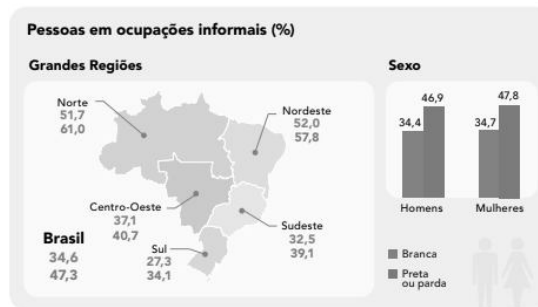 Pessoas em ocupações informais (%)
Grandes Regiões
Norte
51,7
61,0
Nordeste
52,0
57,8
Centro-Oeste
37,1
40,7
Sudeste
32,5
39,1
Sul
27,3
34,1
Brasil
34,6
47,3
Sexo
34,4
46,9
34,7
47,8
Homens
Mulheres
Branca
Preta
ou parda